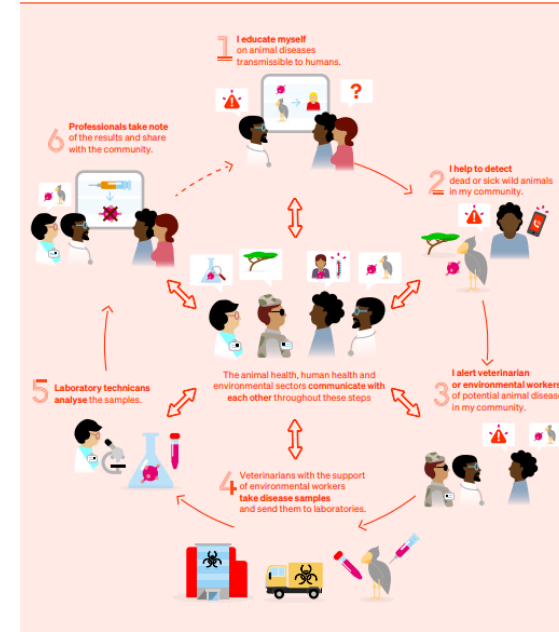 1
I educate myself
on animal diseases
transmissible to humans.
?
2
I help to detect
dead or sick wild animals
in my community.
3
I alert veterinarian
or environmental workers
of potential animal disease
in my community.
4
Veterinarians with the support
of environmental workers
take disease samples
and send them to laboratories.
5
Laboratory technicans
analyse the samples.
6
Professionals take note
of the results and share
with the community.
The animal health, human health and
environmental sectors communicate with
each other throughout these steps